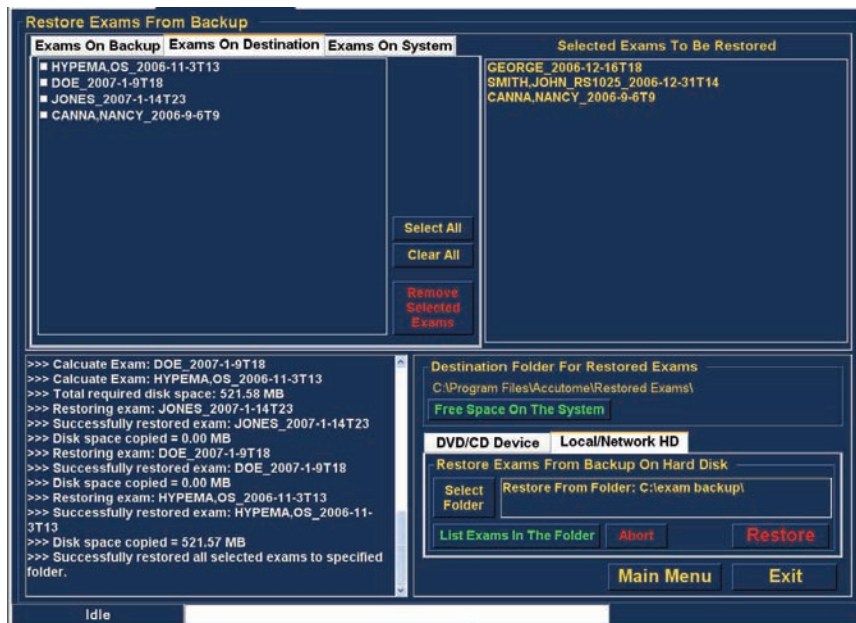 Restore Exams From Backup
Exams On Backup Exams On Destination Exams On System
HYPEMA,OS_2006-11-3T13
DOE_2007-1-9T18
JONES_2007-1-14T23
CANNA,NANCY_2006-9-6T9
Select All
Clear All
Remove
Selected
Exams
Selected Exams To Be Restored
GEORGE_2006-12-16T18
SMITH,JOHN_RS1025_2006-12-31T14
CANNA,NANCY_2006-9-6T9
>>> Calcuate Exam: DOE_2007-1-9T18
>>> Calcuate Exam: HYPEMA,OS_2006-11-3T13
>>> Total required disk space: 521.58 MB
>>> Restoring exam: JONES_2007-1-14T23
>>> Successfully restored exam: JONES_2007-1-14T23
>>> Disk space copied = 0.00 MB
>>> Restoring exam: DOE_2007-1-9T18
>>> Successfully restored exam: DOE_2007-1-9T18
>>> Disk space copied = 0.00 MB
>>> Restoring exam: HYPEMA,OS_2006-11-3T13
>>> Successfully restored exam: HYPEMA,OS_2006-11-
3T13
>>> Disk space copied = 521.57 MB
>>> Successfully restored all selected exams to specified
folder.
Destination Folder For Restored Exams
C:\Program Files\Accutome\Restored Exams\
Free Space On The System
DVD/CD Device Local/Network HD
Restore Exams From Backup On Hard Disk
Select
Folder
Restore From Folder: C:\exam backup\
List Exams In The Folder Abort Restore
Main Menu Exit
Idle